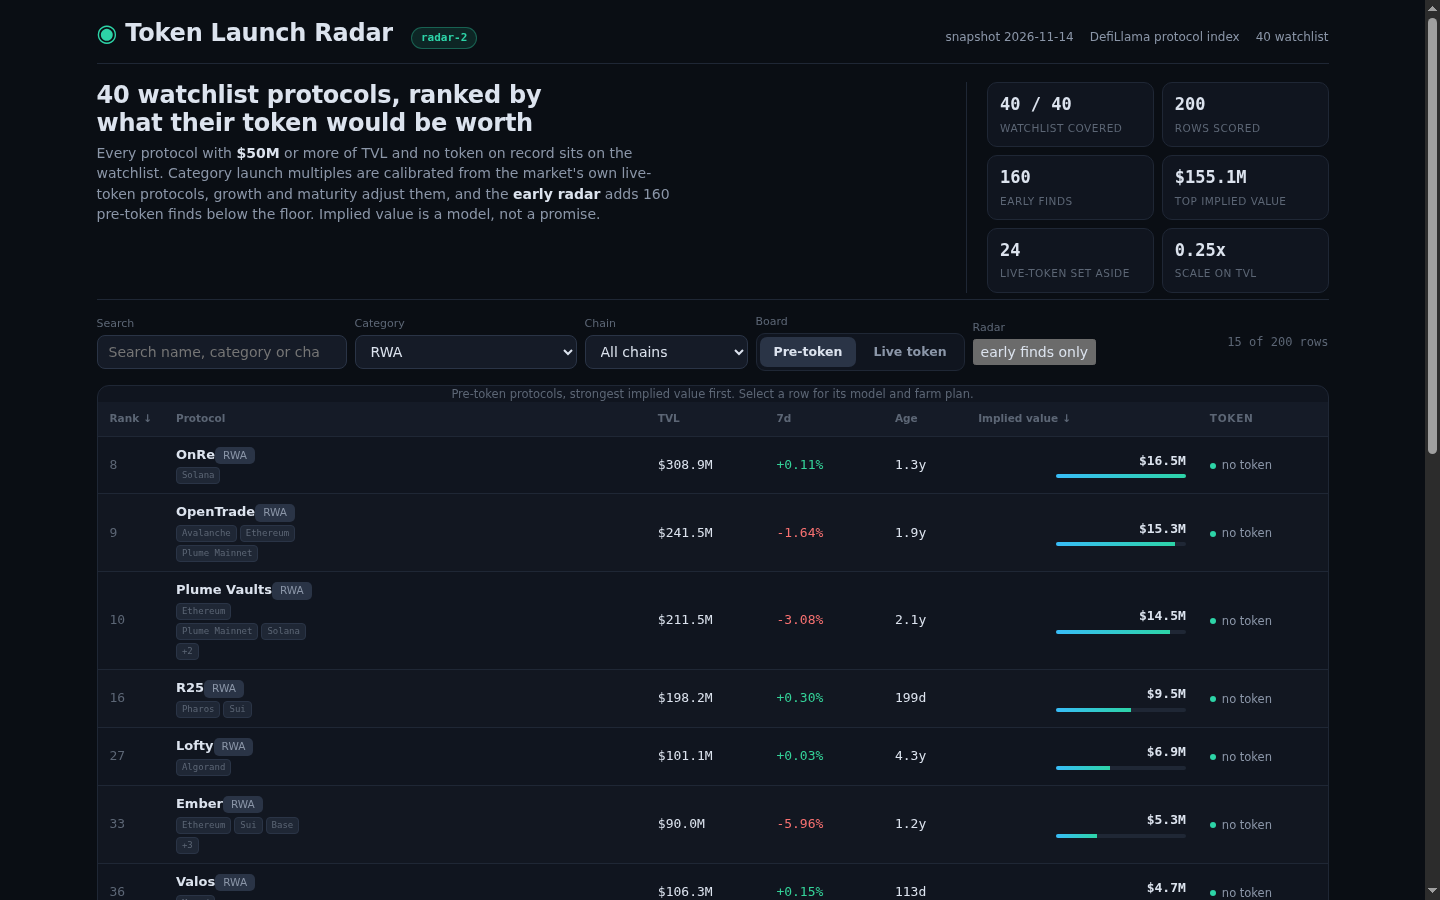 ◉ Token Launch Radar radar-2 snapshot 2026-11-14 DefiLlama protocol index 40 watchlist
40 watchlist protocols, ranked by
what their token would be worth
Every protocol with $50M or more of TVL and no token on record sits on the
watchlist. Category launch multiples are calibrated from the market's own live-
token protocols, growth and maturity adjust them, and the early radar adds 160
pre-token finds below the floor. Implied value is a model, not a promise.
40 / 40
WATCHLIST COVERED
200
ROWS SCORED
160
EARLY FINDS
$155.1M
TOP IMPLIED VALUE
24
LIVE-TOKEN SET ASIDE
0.25x
SCALE ON TVL
Search
Search name, category or cha
Category
RWA
Chain
All chains
Board
Pre-token Live token
Radar
early finds only
15 of 200 rows
Pre-token protocols, strongest implied value first. Select a row for its model and farm plan.
Rank ↓ Protocol TVL 7d Age Implied value ↓ TOKEN
8 OnRe RWA $308.9M +0.11% 1.3y $16.5M no token
Solana
9 OpenTrade RWA $241.5M -1.64% 1.9y $15.3M no token
Avalanche Ethereum
Plume Mainnet
10 Plume Vaults RWA $211.5M -3.08% 2.1y $14.5M no token
Ethereum
Plume Mainnet Solana
+2
16 R25 RWA $198.2M +0.30% 199d $9.5M no token
Pharos Sui
27 Lofty RWA $101.1M +0.03% 4.3y $6.9M no token
Algorand
33 Ember RWA $90.0M -5.96% 1.2y $5.3M no token
Ethereum Sui Base
+3
36 Valos RWA $106.3M +0.15% 113d $4.7M no token